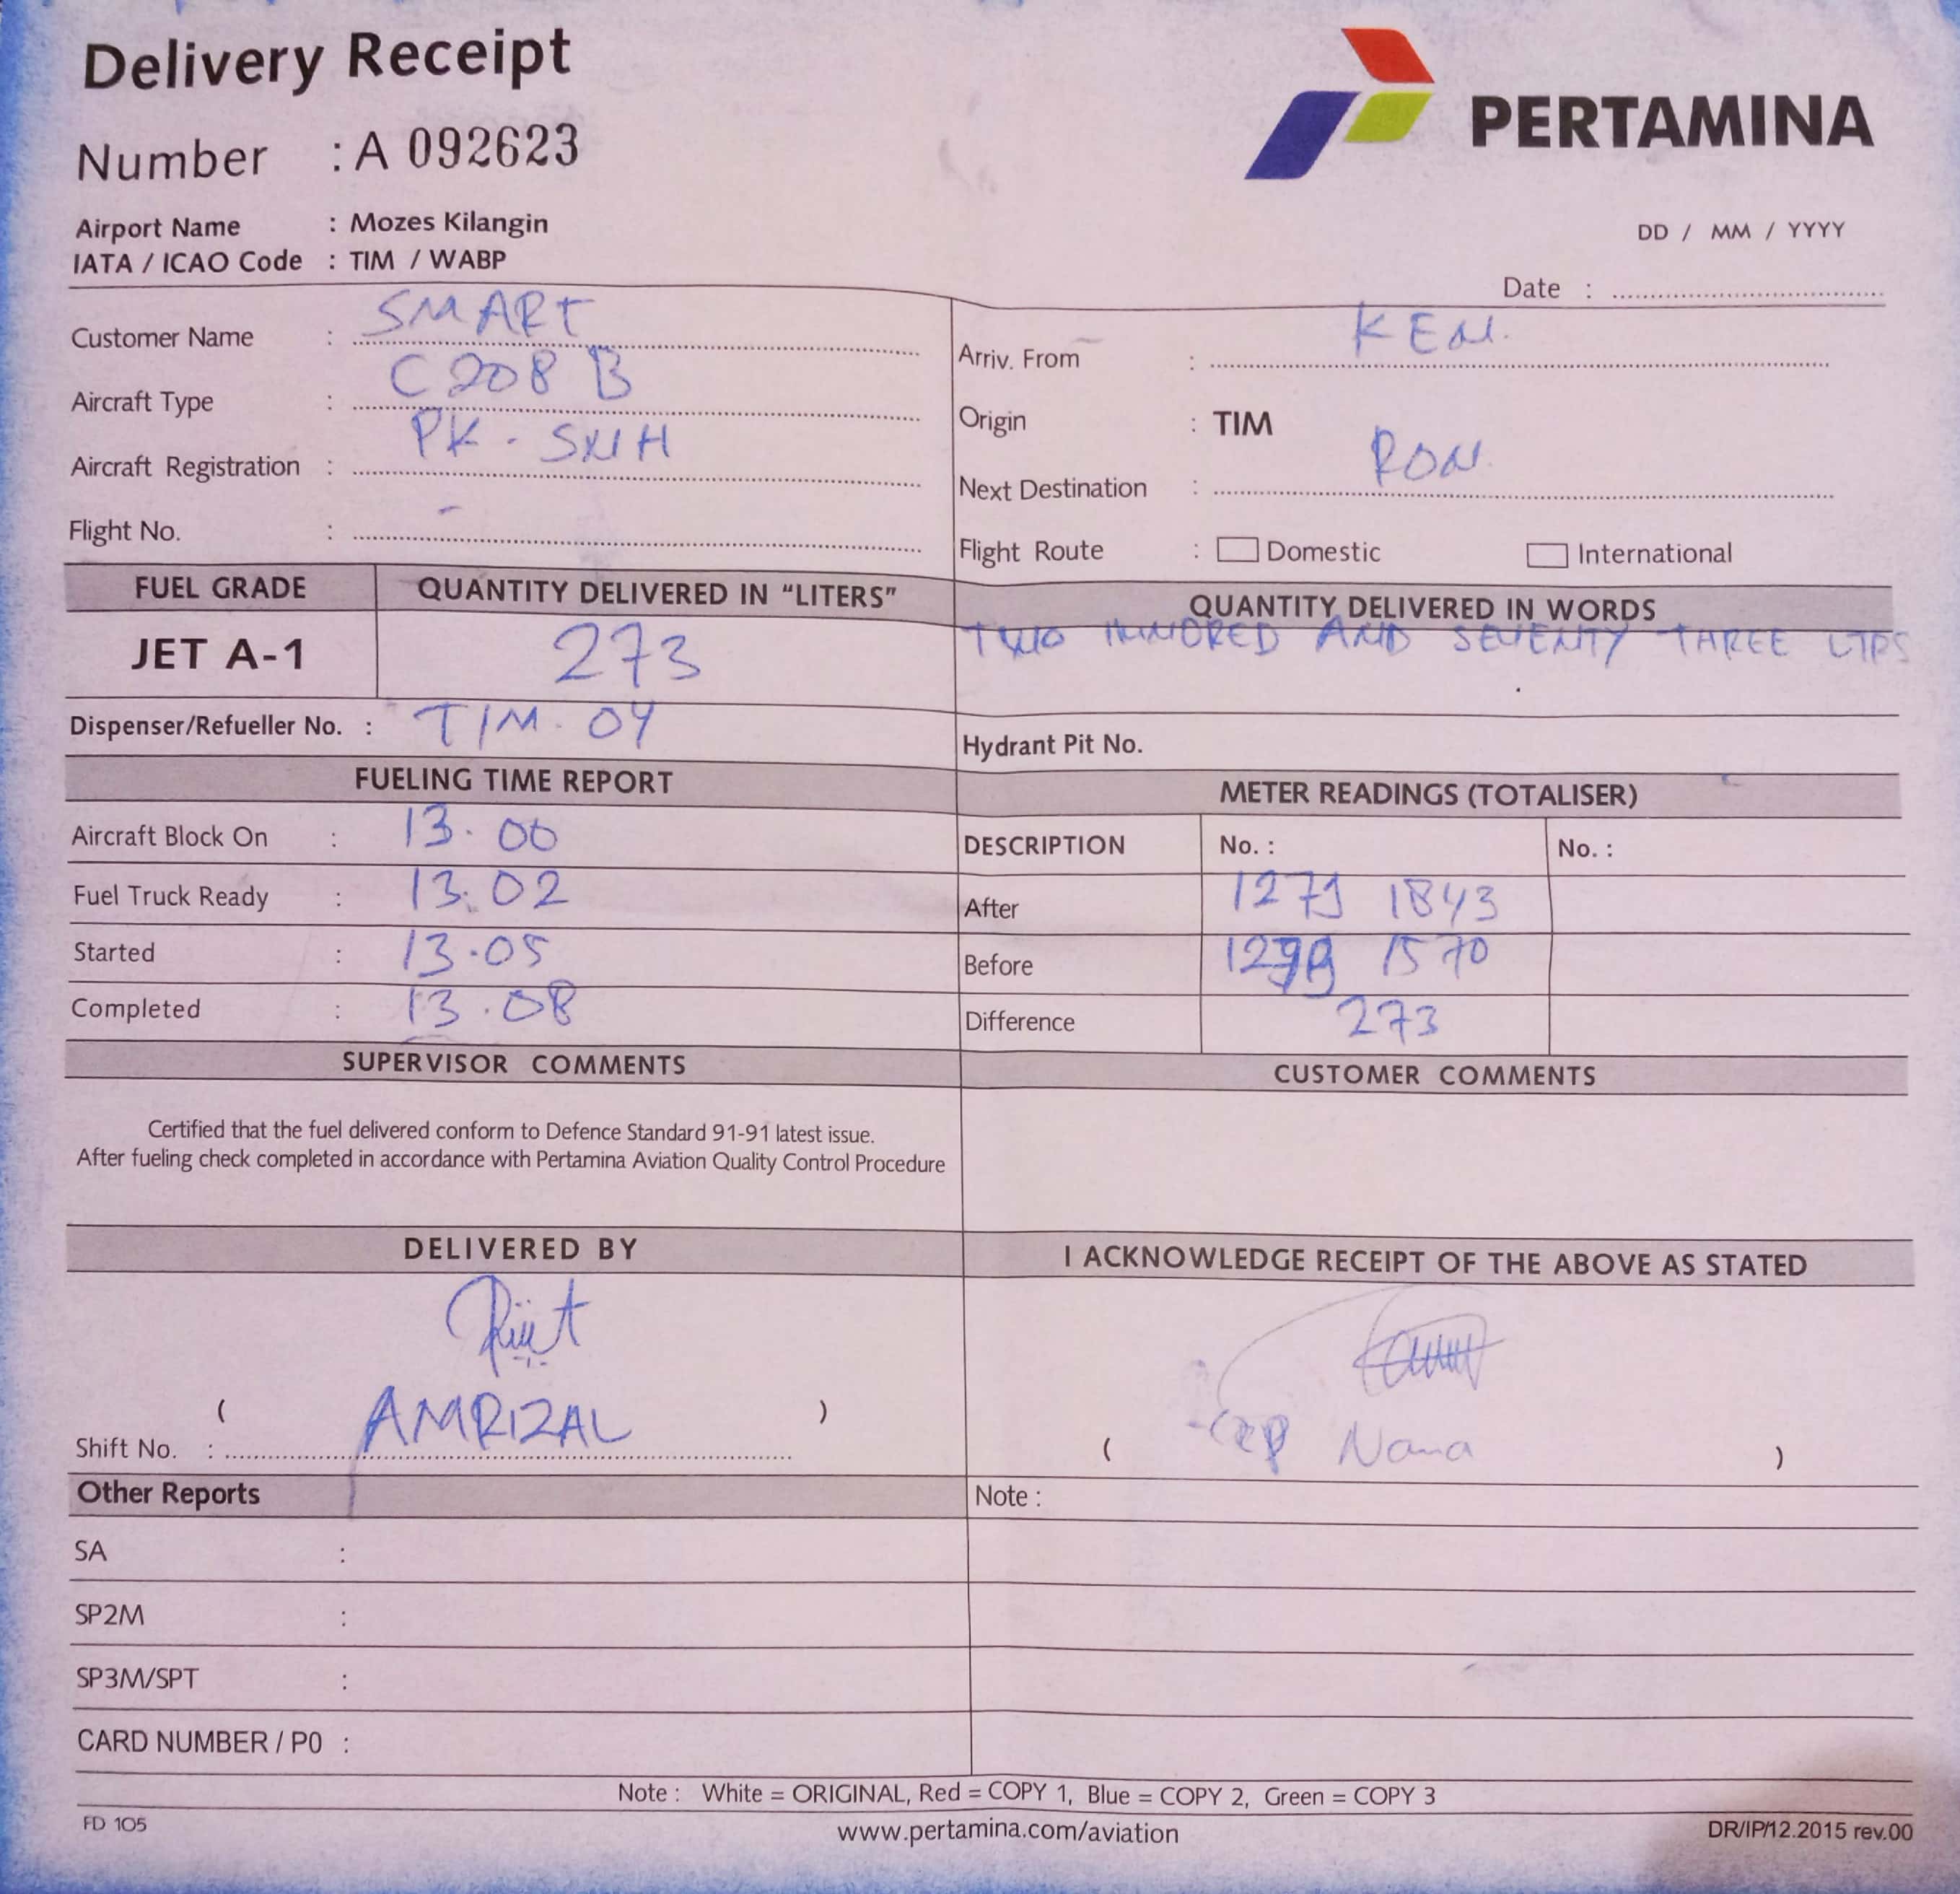 Delivery Receipt
PERTAMINA
Number : A 092623
Airport Name : Mozes Kilangin
IATA / ICAO Code : TIM / WABP
DD / MM / YYYY
Date :
Customer Name : SMART
Aircraft Type : C 208 B
Aircraft Registration : PK - SNH
Flight No. : -
Arriv. From : KEN.
Origin : TIM
Next Destination : RON.
Flight Route : Domestic International
FUEL GRADE QUANTITY DELIVERED IN “LITERS” QUANTITY DELIVERED IN WORDS
JET A-1 273 TWO HUNDRED AND SEVENTY THREE LTRS
Dispenser/Refueller No. : TIM. 04
Hydrant Pit No.
FUELING TIME REPORT
Aircraft Block On : 13.00
Fuel Truck Ready : 13.02
Started : 13.05
Completed : 13.08
METER READINGS (TOTALISER)
DESCRIPTION No. : No. :
After 1279 1843
Before 1570
Difference 273
SUPERVISOR COMMENTS
Certified that the fuel delivered conform to Defence Standard 91-91 latest issue.
After fueling check completed in accordance with Pertamina Aviation Quality Control Procedure
CUSTOMER COMMENTS
DELIVERED BY
( AMRIZAL )
Shift No. :
I ACKNOWLEDGE RECEIPT OF THE ABOVE AS STATED
( Nana )
Other Reports
SA :
SP2M :
SP3M/SPT :
CARD NUMBER / P0 :
Note :
Note : White = ORIGINAL, Red = COPY 1, Blue = COPY 2, Green = COPY 3
FD 105
www.pertamina.com/aviation
DR/IP/12.2015 rev.00